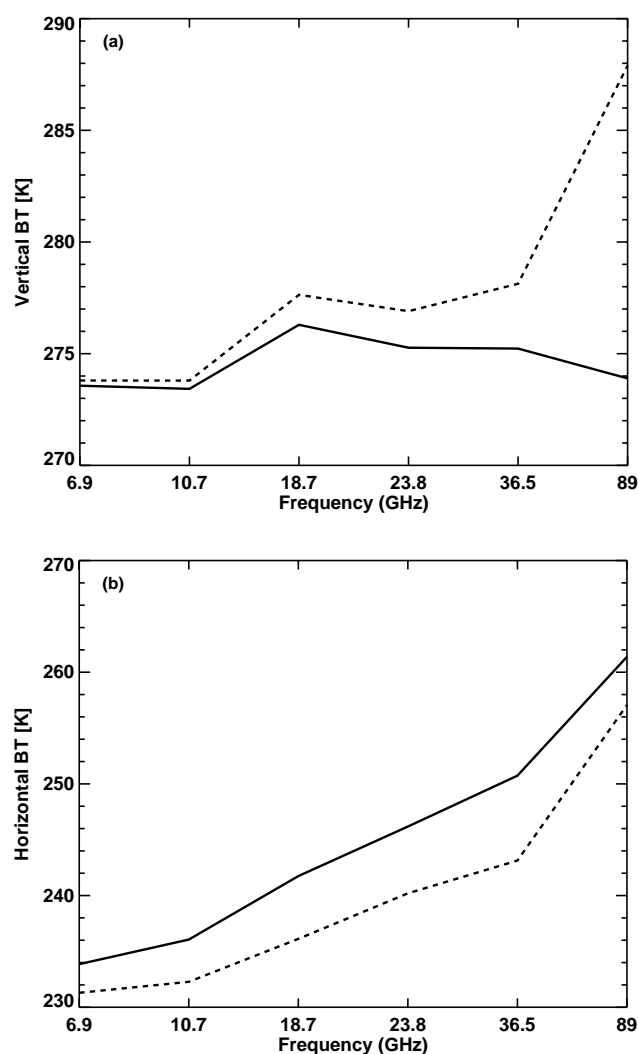 (a)
290
285
280
275
270
Vertical BT [K]
6.9 10.7 18.7 23.8 36.5 89
Frequency (GHz)
(b)
270
260
250
240
230
Horizontal BT [K]
6.9 10.7 18.7 23.8 36.5 89
Frequency (GHz)